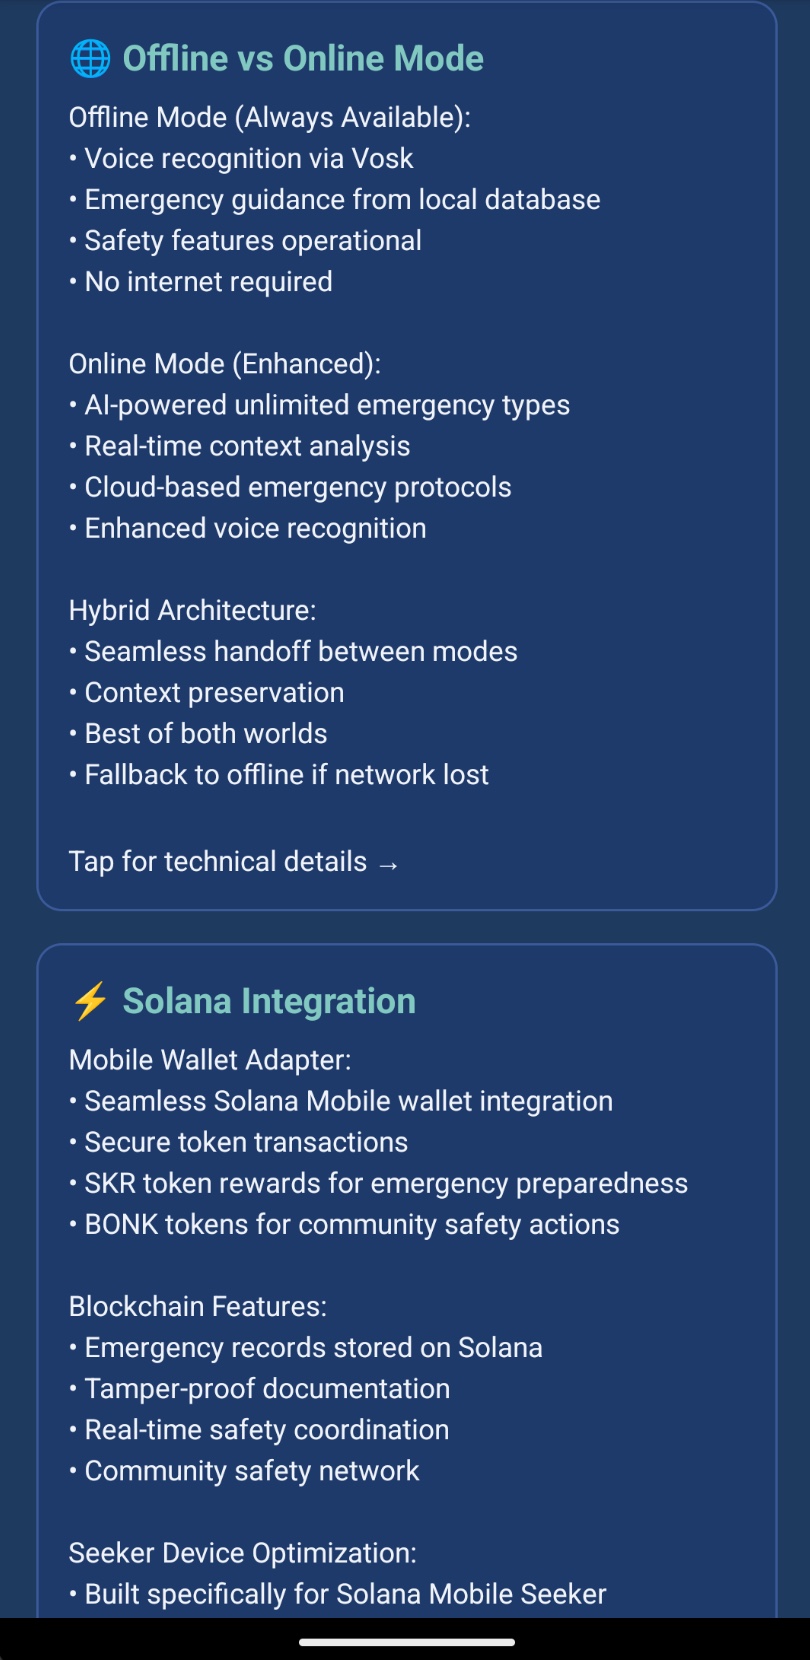 🌐 Offline vs Online Mode
Offline Mode (Always Available):
• Voice recognition via Vosk
• Emergency guidance from local database
• Safety features operational
• No internet required
Online Mode (Enhanced):
• AI-powered unlimited emergency types
• Real-time context analysis
• Cloud-based emergency protocols
• Enhanced voice recognition
Hybrid Architecture:
• Seamless handoff between modes
• Context preservation
• Best of both worlds
• Fallback to offline if network lost
Tap for technical details →
⚡ Solana Integration
Mobile Wallet Adapter:
• Seamless Solana Mobile wallet integration
• Secure token transactions
• SKR token rewards for emergency preparedness
• BONK tokens for community safety actions
Blockchain Features:
• Emergency records stored on Solana
• Tamper-proof documentation
• Real-time safety coordination
• Community safety network
Seeker Device Optimization:
• Built specifically for Solana Mobile Seeker